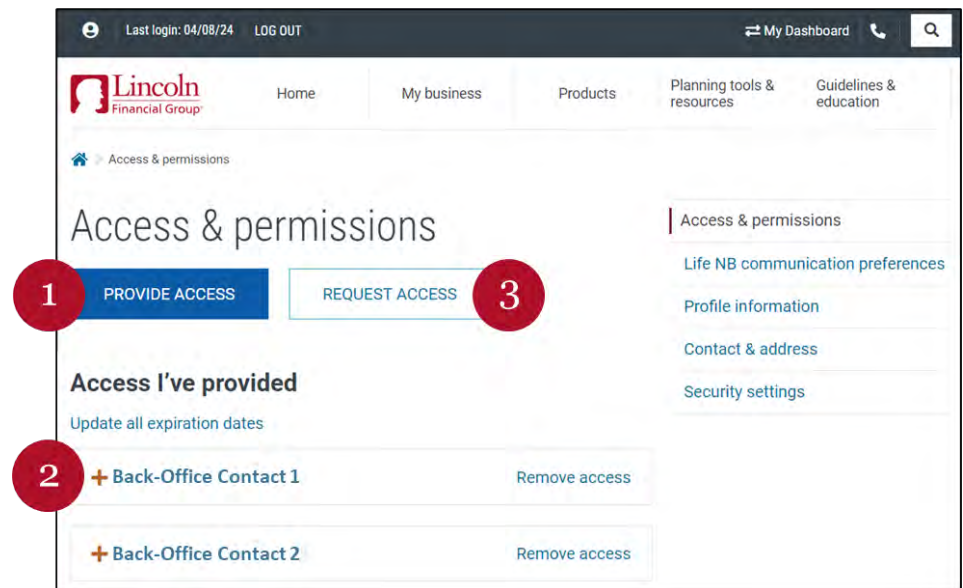 Last login: 04/08/24 LOG OUT My Dashboard
Lincoln
Financial Group®
Home My business Products Planning tools & resources Guidelines & education
Access & permissions
Access & permissions
1 PROVIDE ACCESS REQUEST ACCESS 3
Access I've provided
Update all expiration dates
2 Back-Office Contact 1 Remove access
Back-Office Contact 2 Remove access
Access & permissions
Life NB communication preferences
Profile information
Contact & address
Security settings